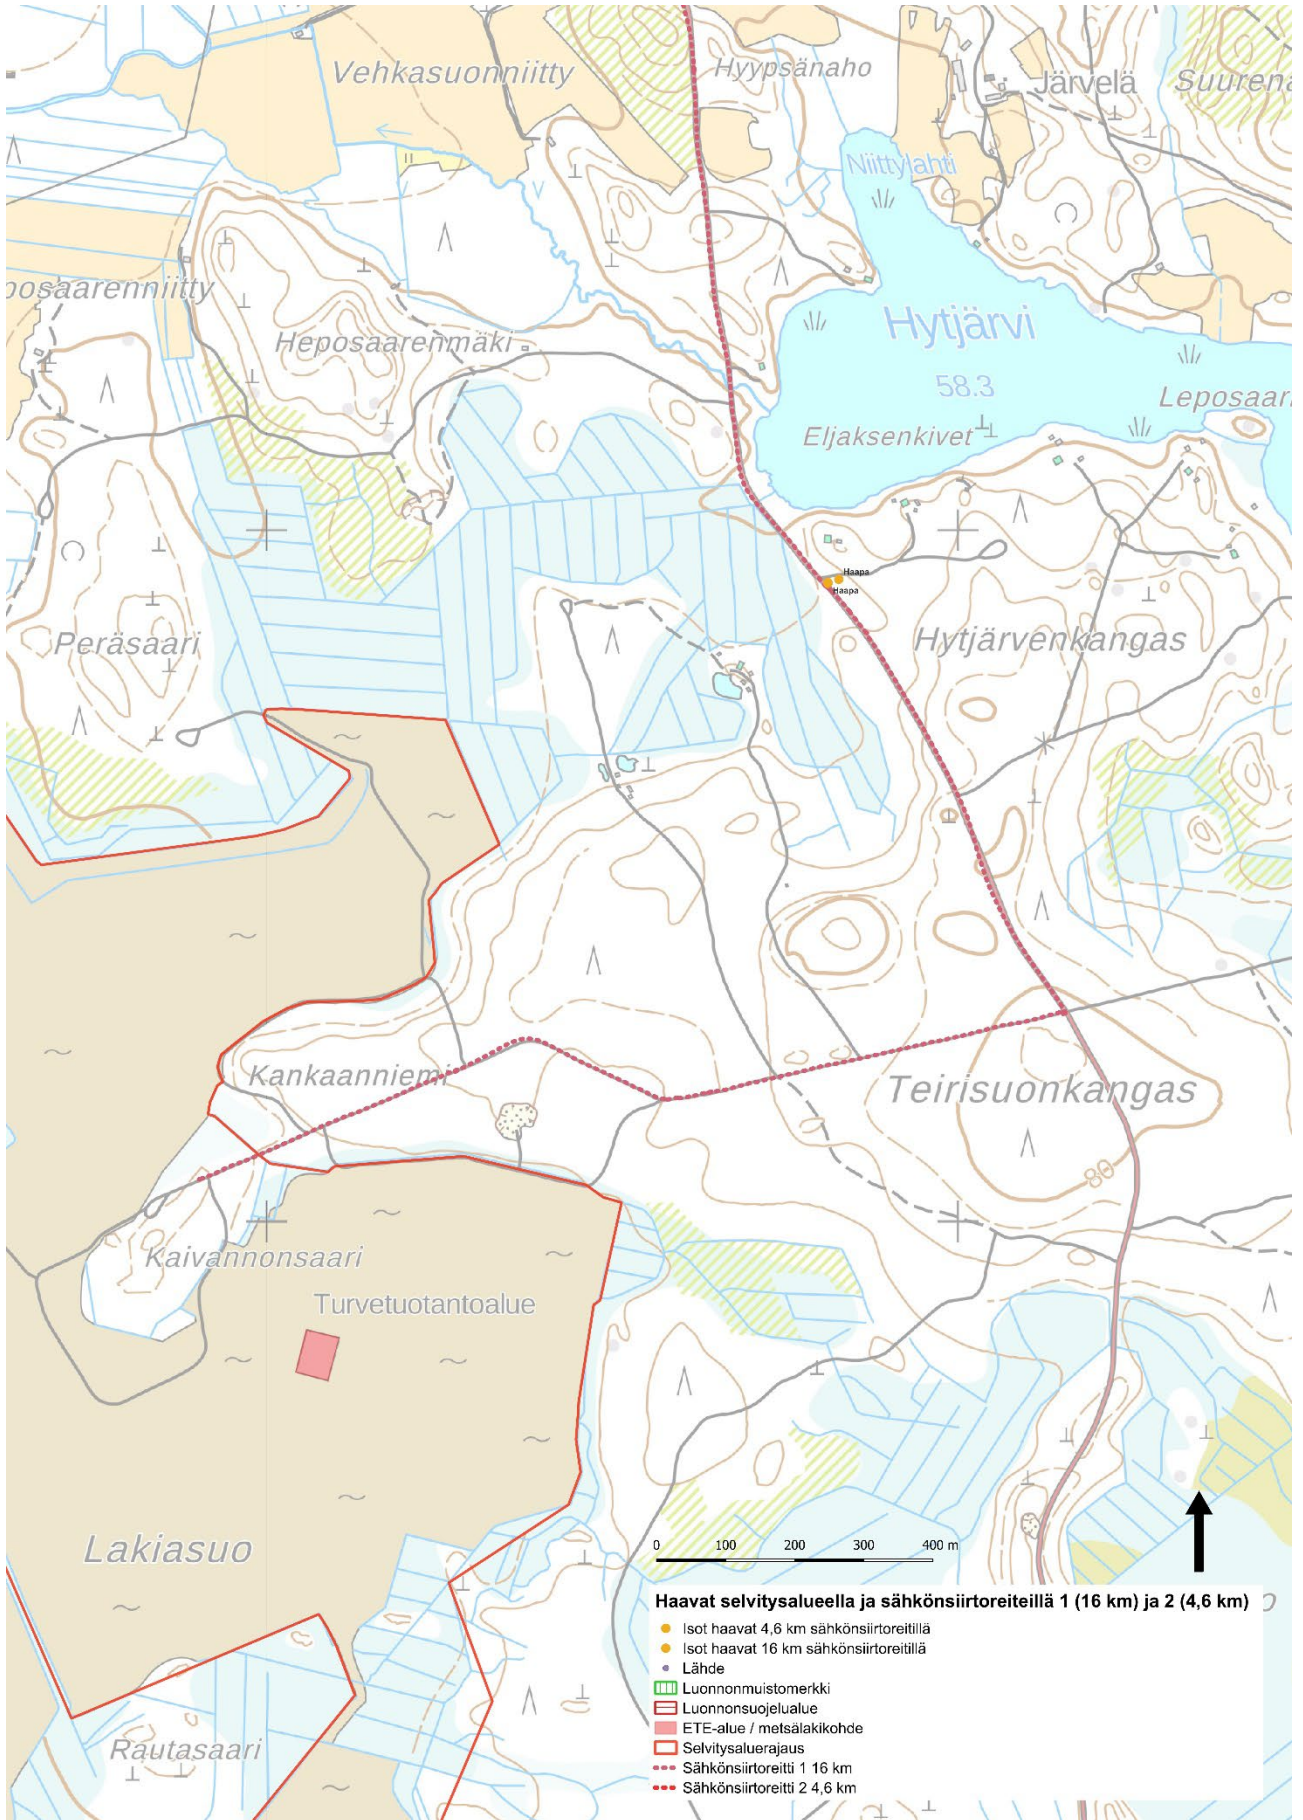 Vehkasuonniitty
Hyypsänaho
Järvelä
Suurena
Niittylahti
posaarenniitty
Hytjärvi
Heposaarenmäki
58.3
Leposaari
Eljaksenkivet
Haapa
Haapa
Peräsaari
Hytjärvenkangas
Kankaanniemi
Teirisuonkangas
80
Kaivannonsaari
Turvetuotantoalue
Lakiasuo
0 100 200 300 400 m
Haavat selvitysalueella ja sähkönsiirtoreiteillä 1 (16 km) ja 2 (4,6 km)
Isot haavat 4,6 km sähkönsiirtoreitillä
Isot haavat 16 km sähkönsiirtoreitillä
Lähde
Luonnonmuistomerkki
Luonnonsuojelualue
ETE-alue / metsälakikohde
Selvitysaluerajaus
Sähkönsiirtoreitti 1 16 km
Sähkönsiirtoreitti 2 4,6 km
Rautasaari
o